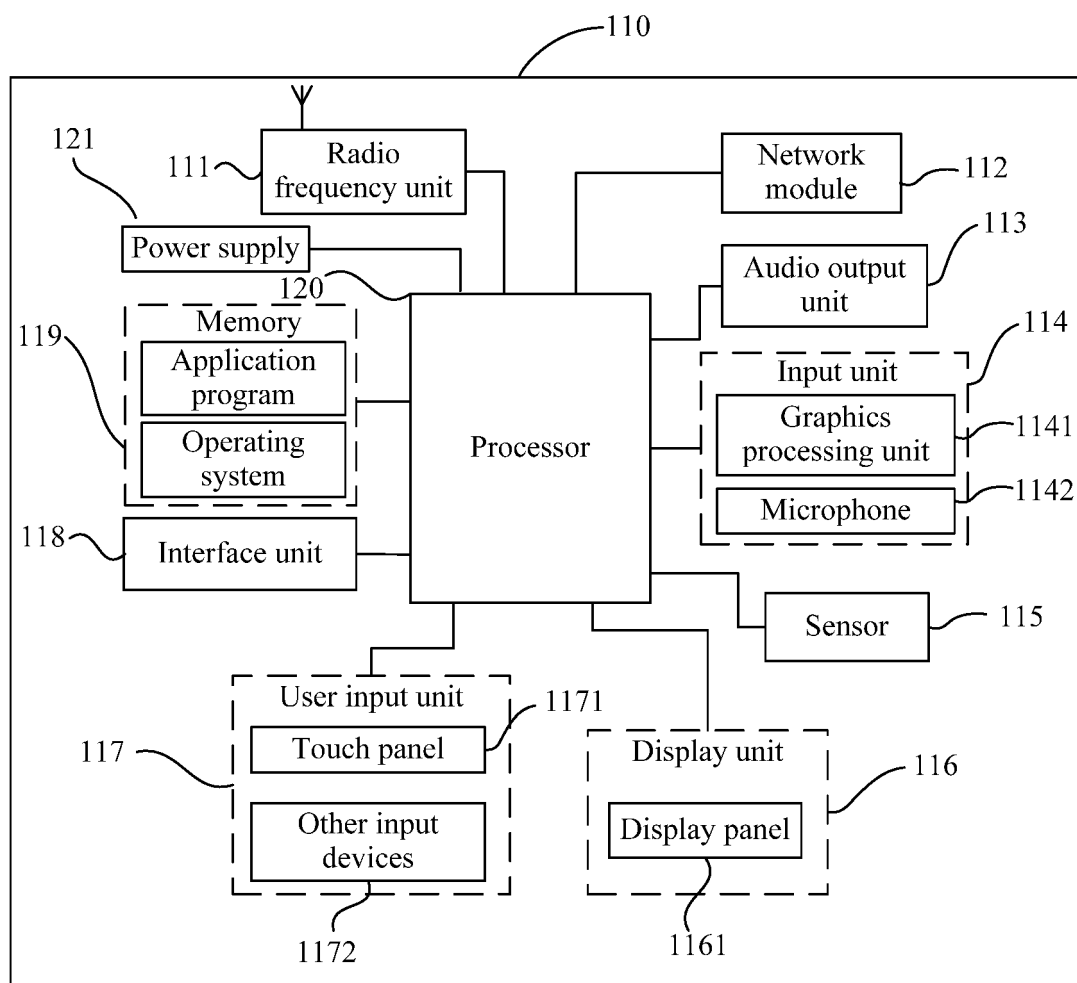 110
121
111
Radio
frequency unit
Network
module
112
Power supply
113
Audio output
unit
120
119
Memory
Application
program
Operating
system
Processor
114
Input unit
Graphics
processing unit
1141
1142
Microphone
118
Interface unit
Sensor
115
User input unit
1171
117
Touch panel
Other input
devices
1172
Display unit
116
Display panel
1161